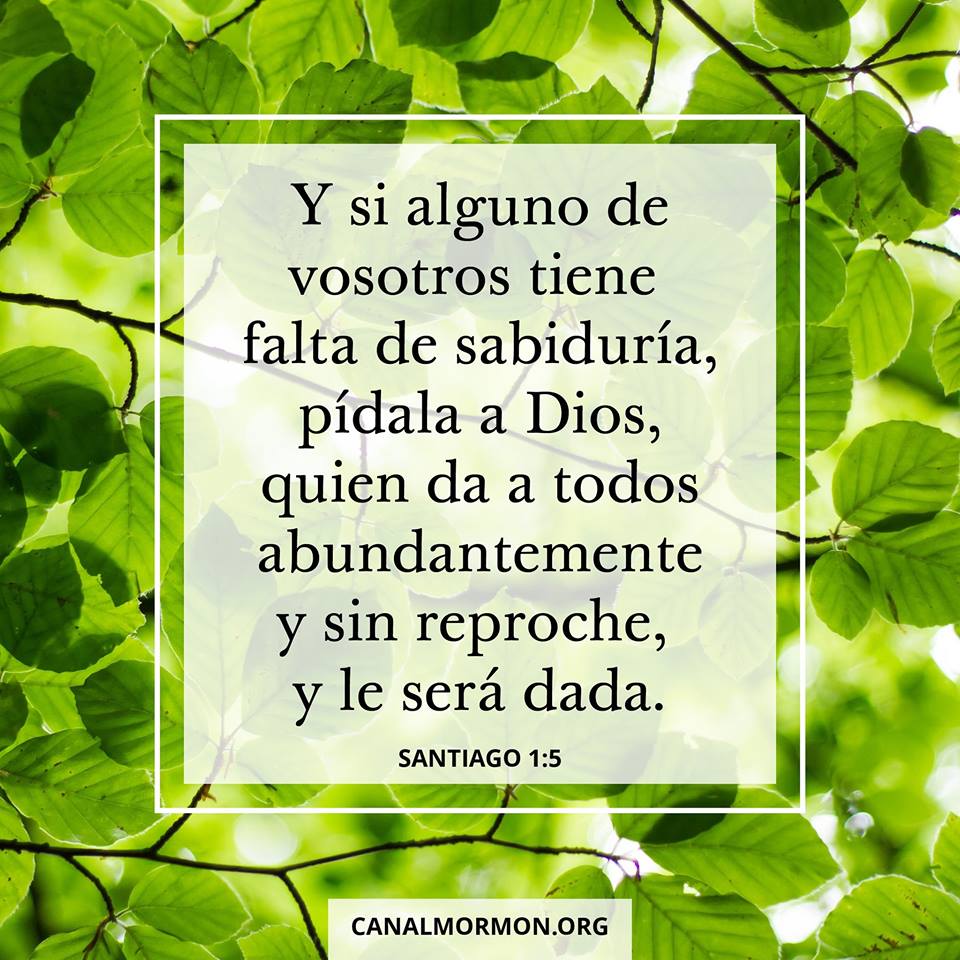 Y si alguno de
vosotros tiene
falta de sabiduría,
pídala a Dios,
quien da a todos
abundantemente
y sin reproche,
y le será dada.
SANTIAGO 1:5
CANALMORMON.ORG